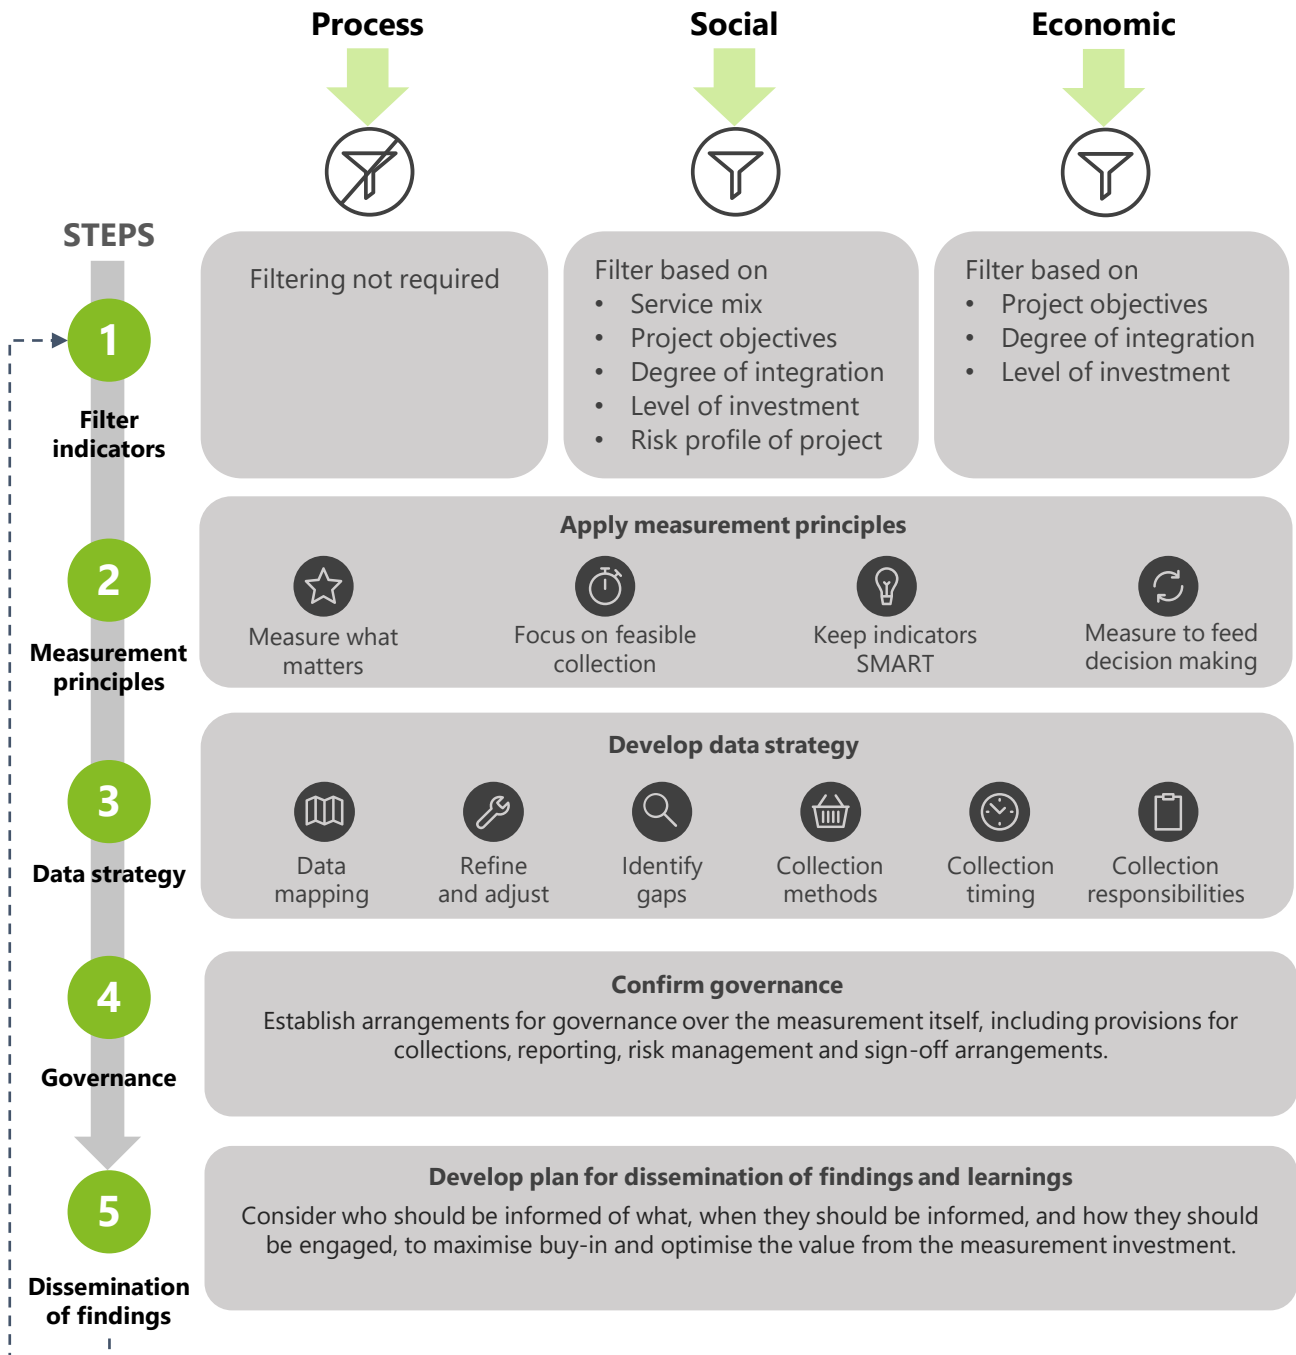 Process
Social
Economic
STEPS
1
Filter
indicators
Filtering not required
Filter based on
• Service mix
• Project objectives
• Degree of integration
• Level of investment
• Risk profile of project
Filter based on
• Project objectives
• Degree of integration
• Level of investment
2
Measurement
principles
Apply measurement principles
Measure what
matters
Focus on feasible
collection
Keep indicators
SMART
Measure to feed
decision making
3
Data strategy
Develop data strategy
Data
mapping
Refine
and adjust
Identify
gaps
Collection
methods
Collection
timing
Collection
responsibilities
4
Governance
Confirm governance
Establish arrangements for governance over the measurement itself, including provisions for
collections, reporting, risk management and sign-off arrangements.
5
Dissemination
of findings
Develop plan for dissemination of findings and learnings
Consider who should be informed of what, when they should be informed, and how they should
be engaged, to maximise buy-in and optimise the value from the measurement investment.